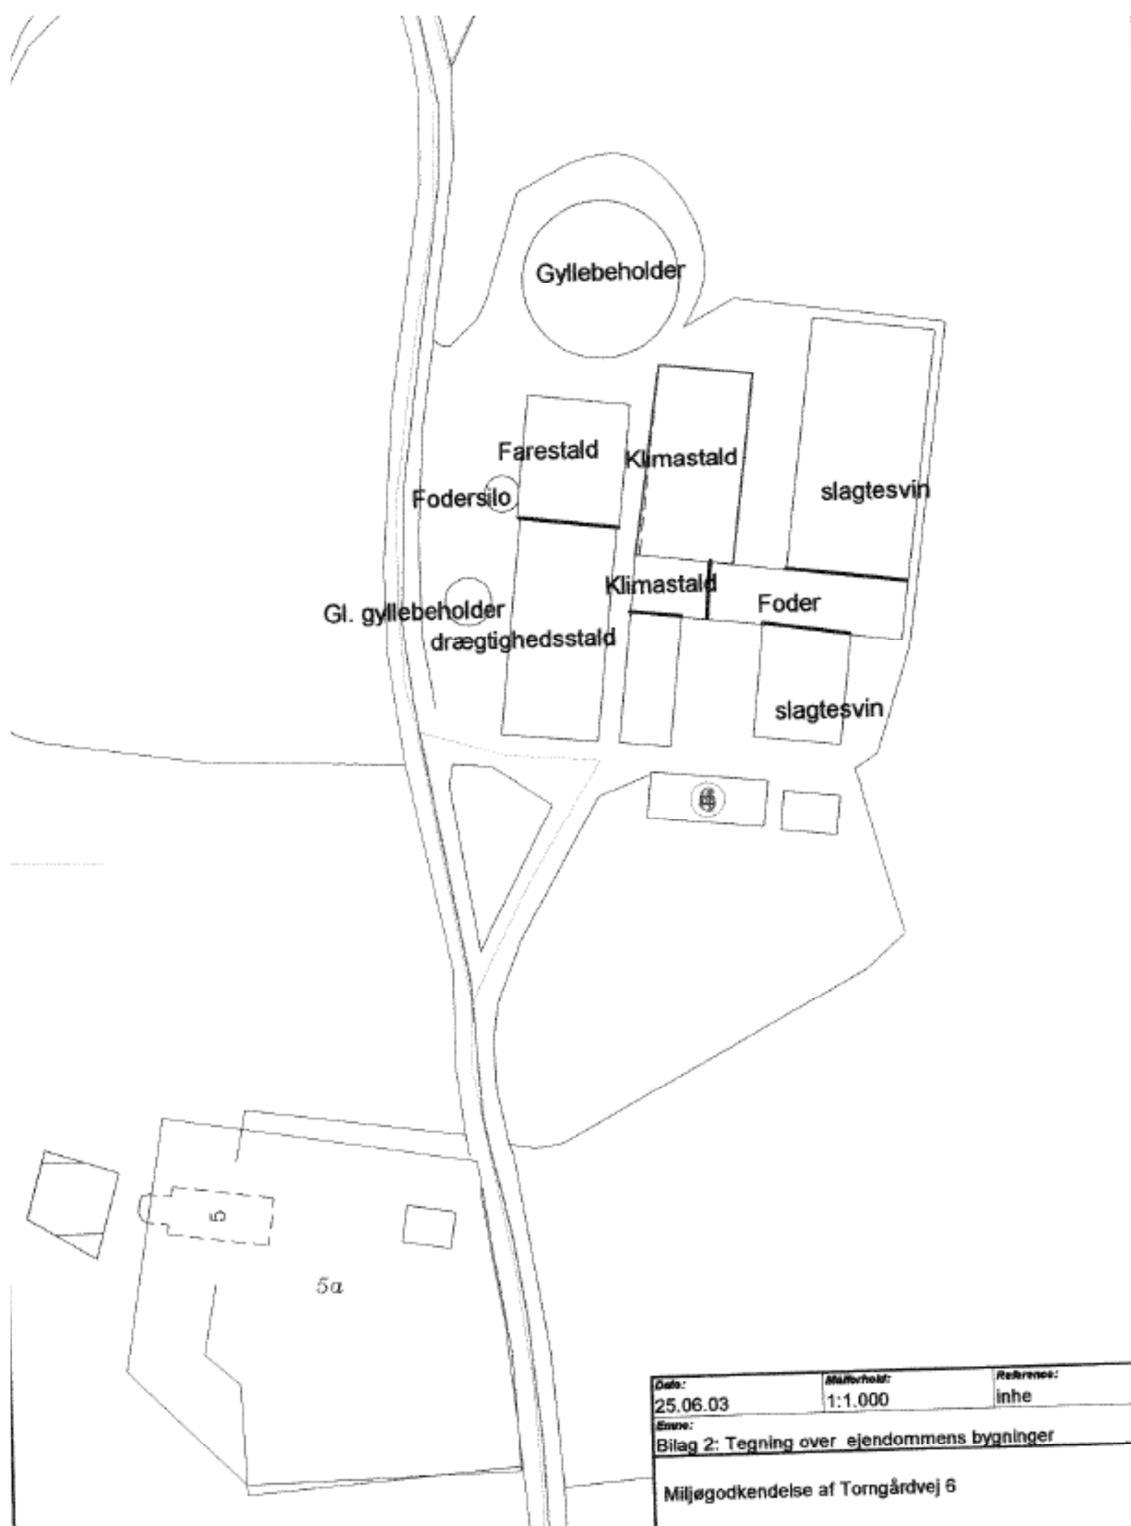 Gyllebeholder
Farestald
Klimastald
Fodersilo
slagtesvin
Klimastald
Foder
Gl. gyllebeholder
drægtighedsstald
slagtesvin
5
5a
Dato:
25.06.03
Målforhold:
1:1.000
Reference:
inhe
Emne:
Bilag 2: Tegning over ejendommens bygninger
Miljøgodkendelse af Torngårdvej 6